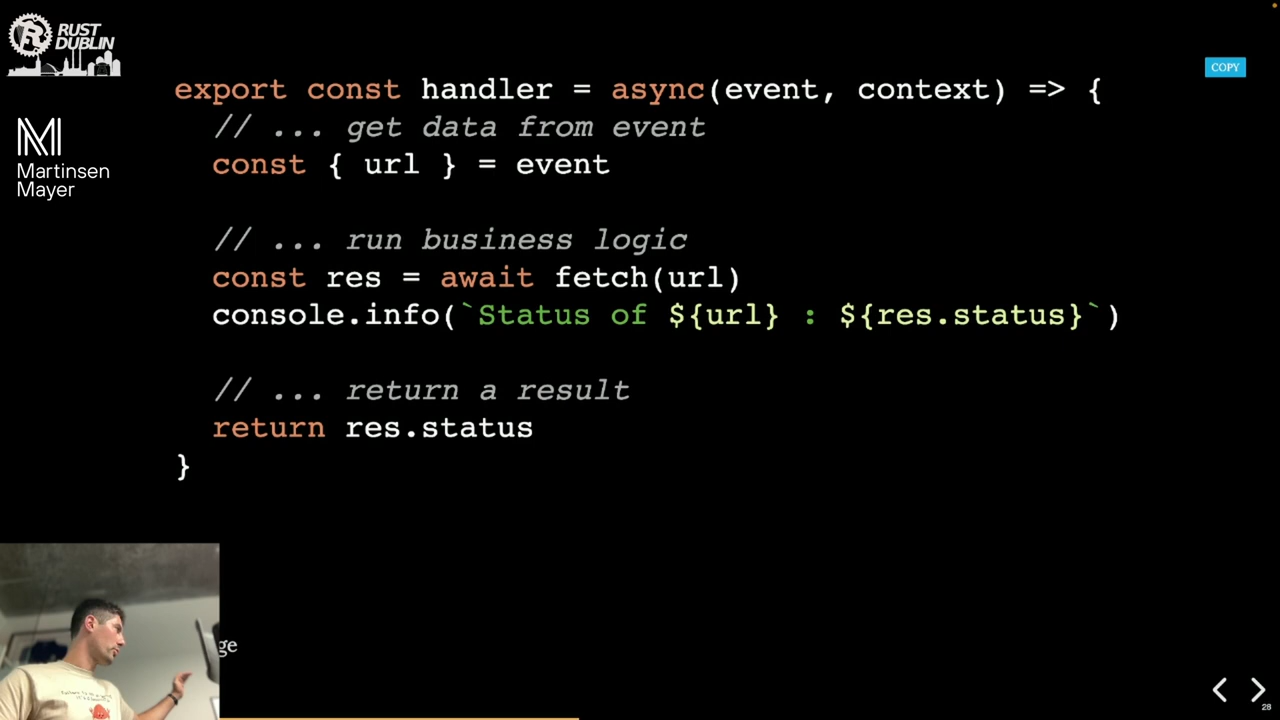 RUST
DUBLIN
Martinsen
Mayer
COPY
export const handler = async(event, context) => {
// ... get data from event
const { url } = event
// ... run business logic
const res = await fetch(url)
console.info(`Status of ${url} : ${res.status}`)
// ... return a result
return res.status
}
ge
28